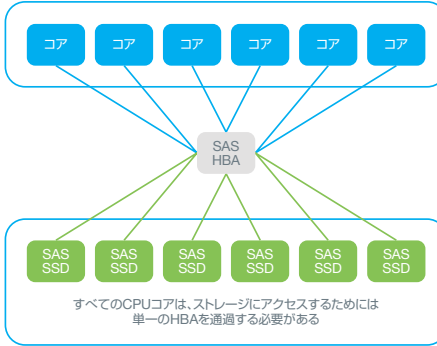 コア コア コア コア コア コア
SAS
HBA
SAS SAS SAS SAS SAS SAS
SSD SSD SSD SSD SSD SSD
すべてのCPUコアは、ストレージにアクセスするためには
単一のHBAを通過する必要がある